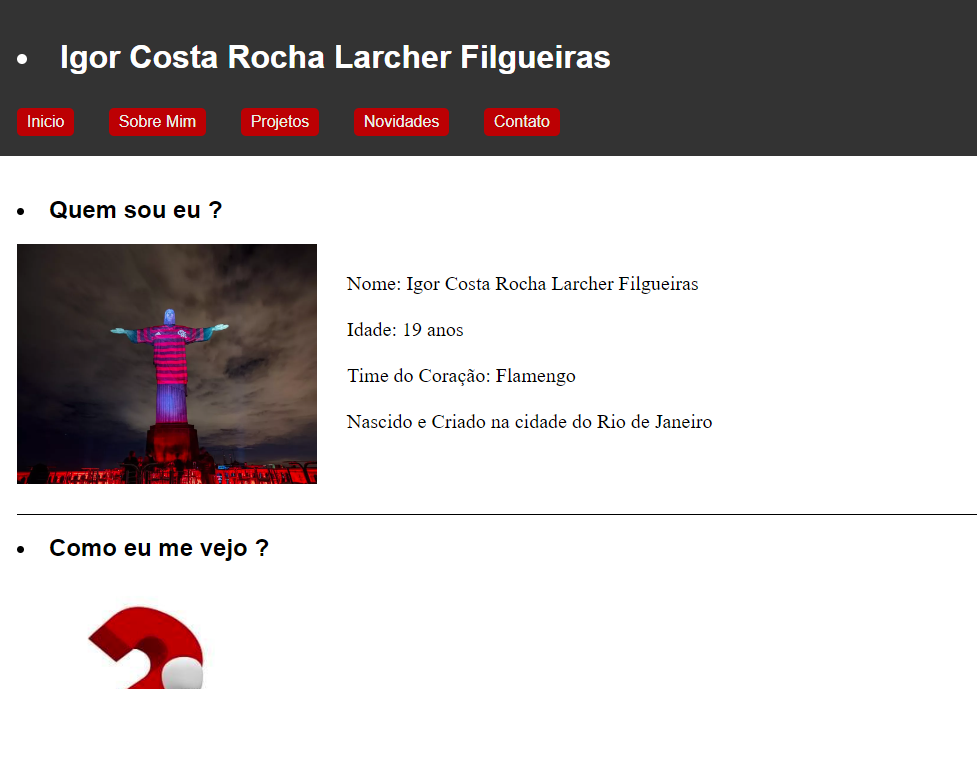 Igor Costa Rocha Larcher Filgueiras
Inicio Sobre Mim Projetos Novidades Contato
Quem sou eu ?
Nome: Igor Costa Rocha Larcher Filgueiras
Idade: 19 anos
Time do Coração: Flamengo
Nascido e Criado na cidade do Rio de Janeiro
Como eu me vejo ?